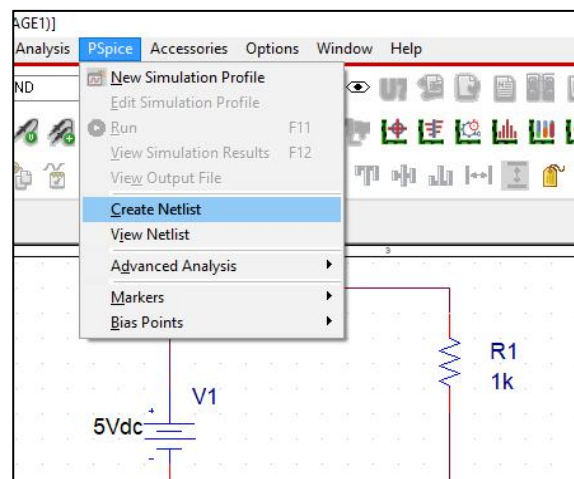 AGE1)]
Analysis PSpice Accessories Options Window Help
ND
New Simulation Profile
Edit Simulation Profile
Run F11
View Simulation Results F12
View Output File
Create Netlist
View Netlist
Advanced Analysis
3
Markers
Bias Points
R1
1k
V1
5Vdc